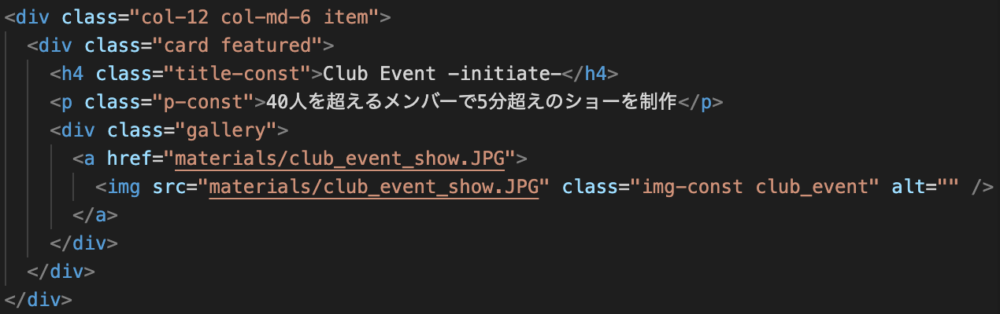 <div class="col-12 col-md-6 item">
<div class="card featured">
<h4 class="title-const">Club Event -initiate-</h4>
<p class="p-const">40人を超えるメンバーで5分超えのショーを制作</p>
<div class="gallery">
<a href="materials/club_event_show.JPG">
<img src="materials/club_event_show.JPG" class="img-const club_event" alt="" />
</a>
</div>
</div>
</div>